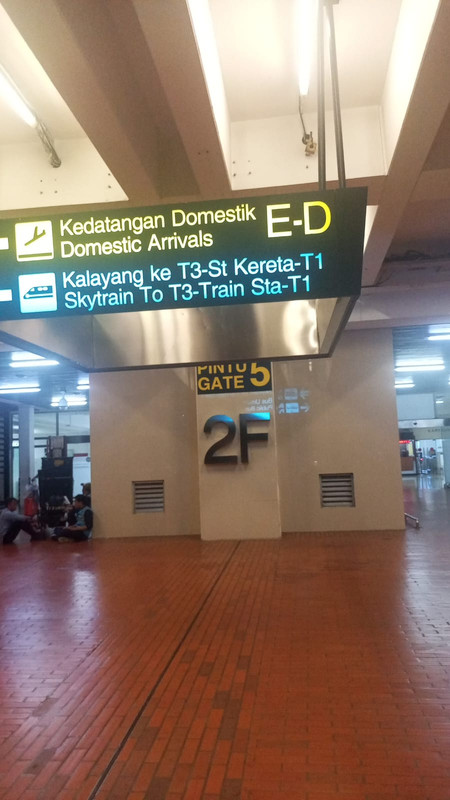 Kedatangan Domestik E-D
Domestic Arrivals
Kalayang ke T3-St Kereta-T1
Skytrain To T3-Train Sta-T1
PINTU 5
GATE
2F